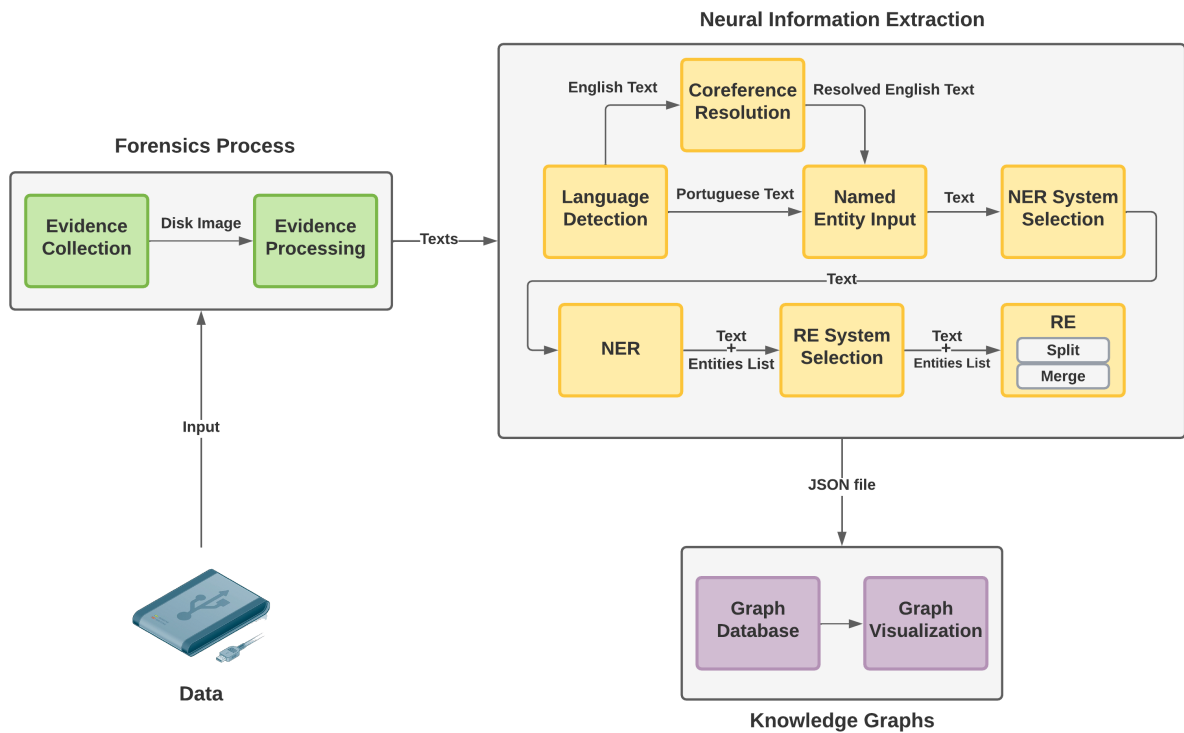 Neural Information Extraction
English Text
Coreference
Resolution
Resolved English Text
Forensics Process
Evidence
Collection
Disk Image
Evidence
Processing
Texts
Language
Detection
Portuguese Text
Named
Entity Input
Text
NER System
Selection
Text
NER
Text
+
Entities List
RE System
Selection
Text
+
Entities List
RE
Split
Merge
Input
JSON file
Data
Graph
Database
Graph
Visualization
Knowledge Graphs